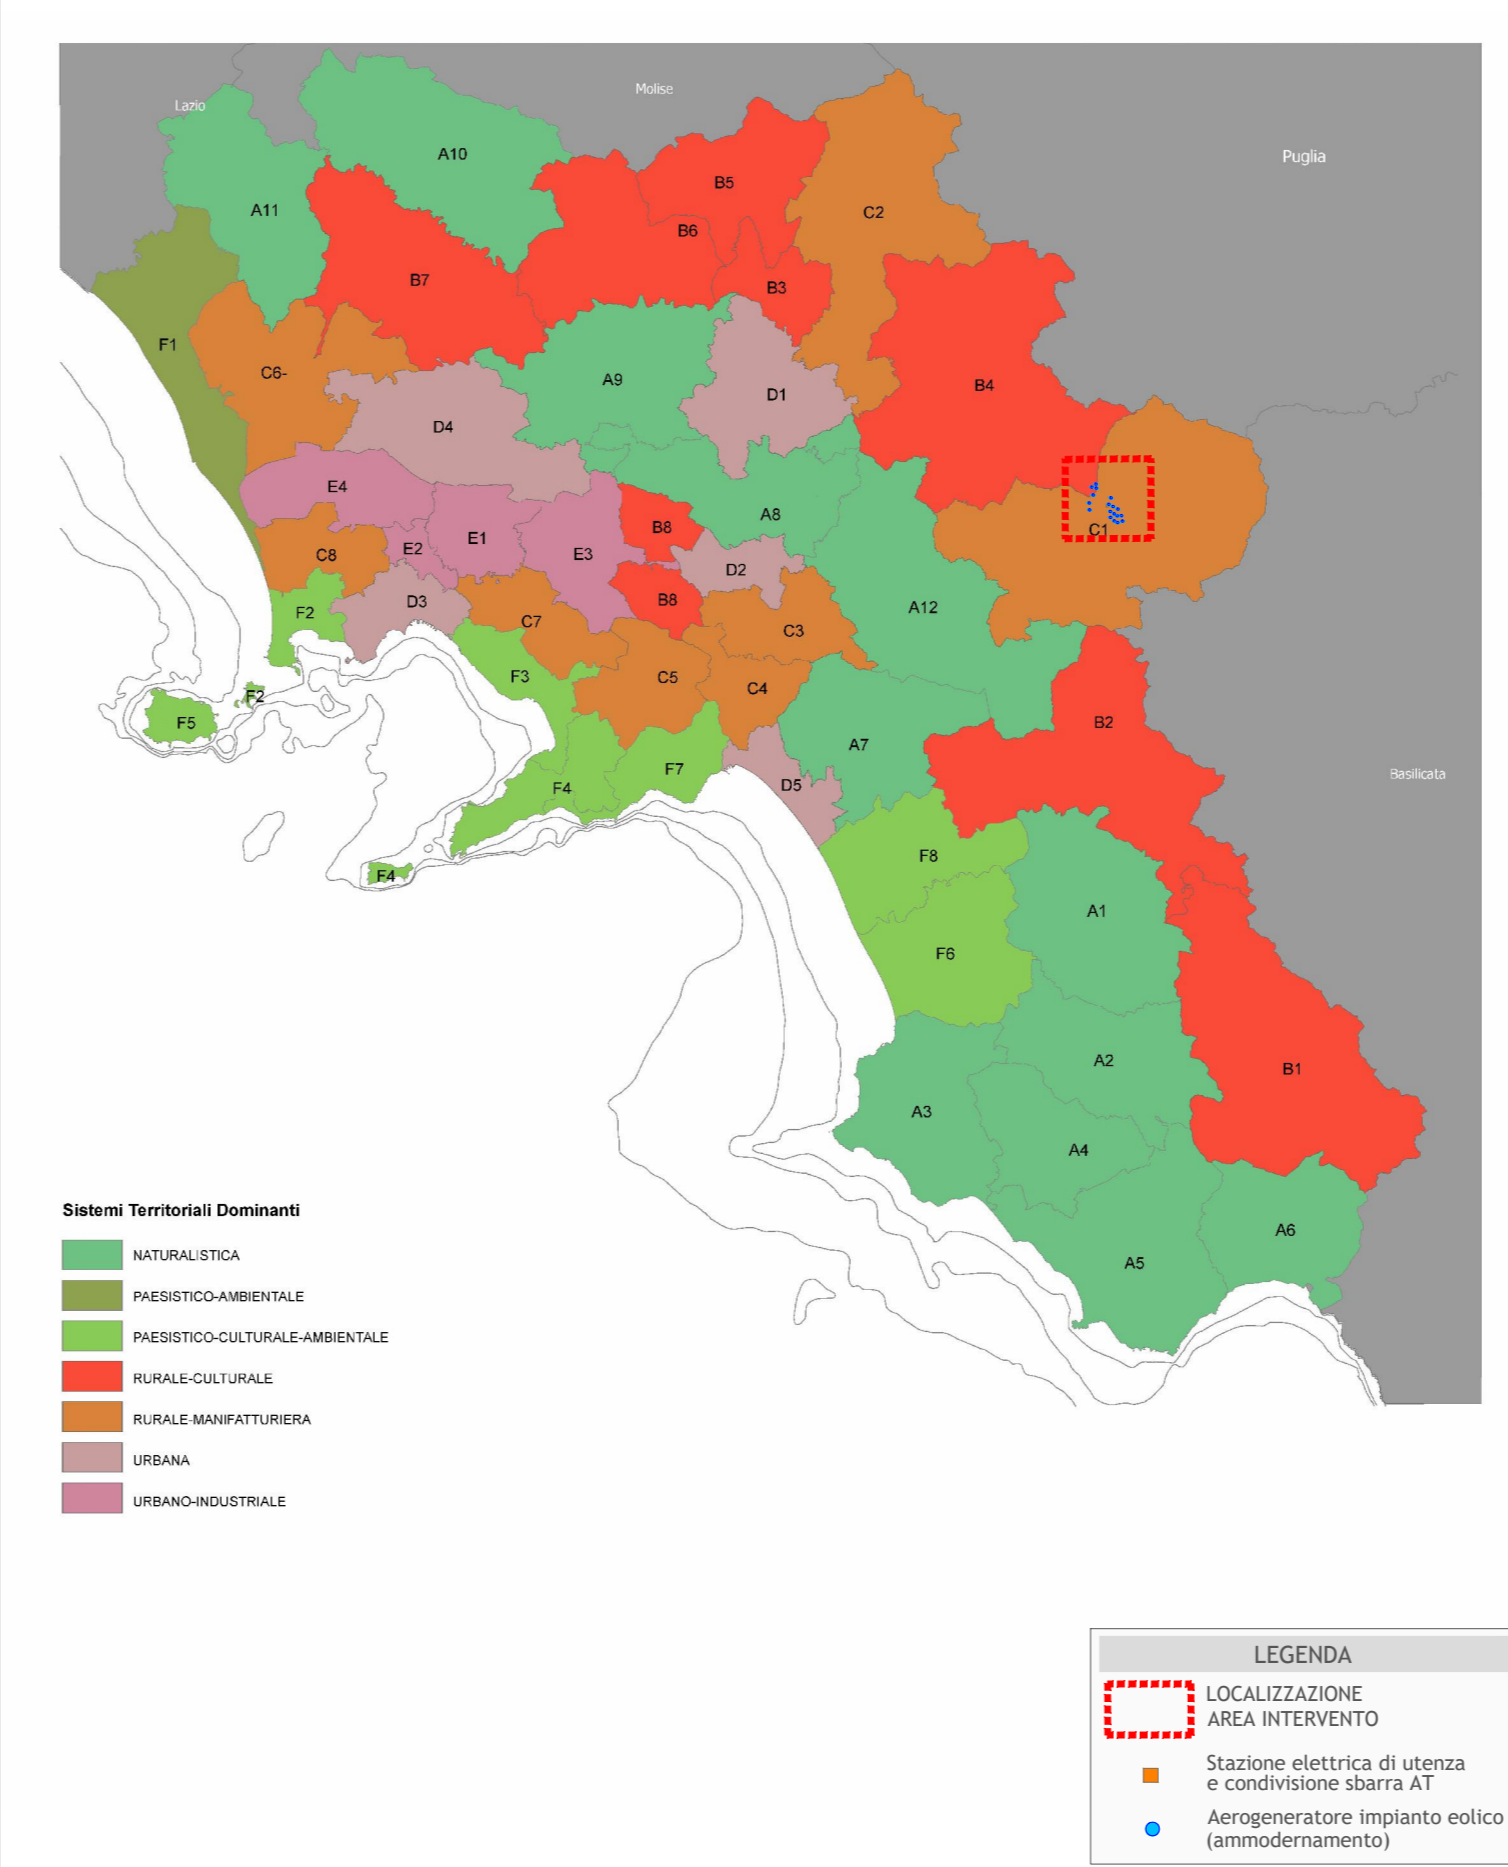 Lazio
Molise
Puglia
A10
B5
A11
C2
B6
B7
B3
F1
C6-
A9
B4
D1
D4
E4
A8
B8
C1
E1
E2
E3
C8
D2
B8
D3
A12
F2
C7
C3
F3
C5
C4
F2
F5
B2
A7
F7
Basilicata
D5
F4
F8
F4
A1
F6
A2
B1
A3
A4
A6
A5
Sistemi Territoriali Dominanti
NATURALISTICA
PAESISTICO-AMBIENTALE
PAESISTICO-CULTURALE-AMBIENTALE
RURALE-CULTURALE
RURALE-MANIFATTURIERA
URBANA
URBANO-INDUSTRIALE
LEGENDA
LOCALIZZAZIONE
AREA INTERVENTO
Stazione elettrica di utenza
e condivisione sbarra AT
Aerogeneratore impianto eolico
(ammodernamento)